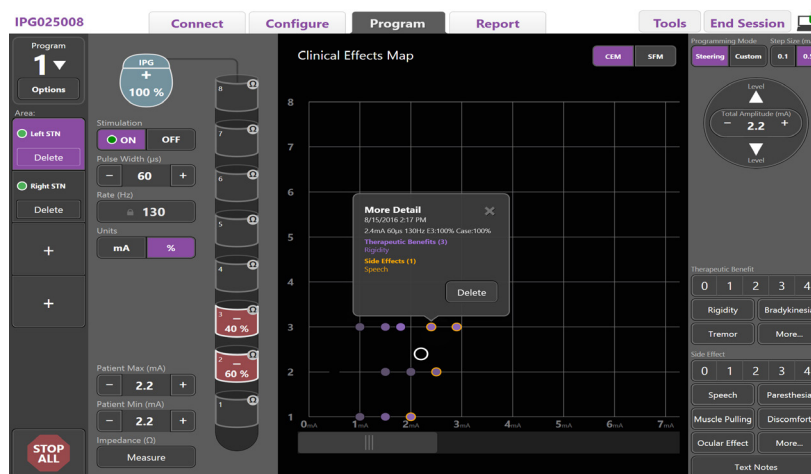 IPG025008
Connect
Configure
Program
Report
Tools
End Session
Program
1
Options
Area:
Left STN
Delete
Right STN
Delete
+
+
STOP
ALL
IPG
+
100 %
Stimulation
ON OFF
Pulse Width (µs)
− 60 +
Rate (Hz)
130
Units
mA %
Patient Max (mA)
− 2.2 +
Patient Min (mA)
− 2.2 +
Impedance (Ω)
Measure
8 Ω
7 Ω
6 Ω
5 Ω
4 Ω
3 Ω
−
40 %
2 Ω
−
60 %
1 Ω
Clinical Effects Map
CEM SFM
8
7
6
5
4
3
2
1
0mA 1mA 2mA 3mA 4mA 5mA 6mA 7mA
More Detail
8/15/2016 2:17 PM
2.4mA 60µs 130Hz E3:100% Case:100%
Therapeutic Benefits (3)
Rigidity
Side Effects (1)
Speech
Delete
Programming Mode Step Size (m
Steering Custom 0.1 0.5
Level
Total Amplitude (mA)
− 2.2 +
Level
Therapeutic Benefit
0 1 2 3 4
Rigidity Bradykinesia
Tremor More...
Side Effect
0 1 2 3 4
Speech Paresthesia
Muscle Pulling Discomfort
Ocular Effect More...
Text Notes